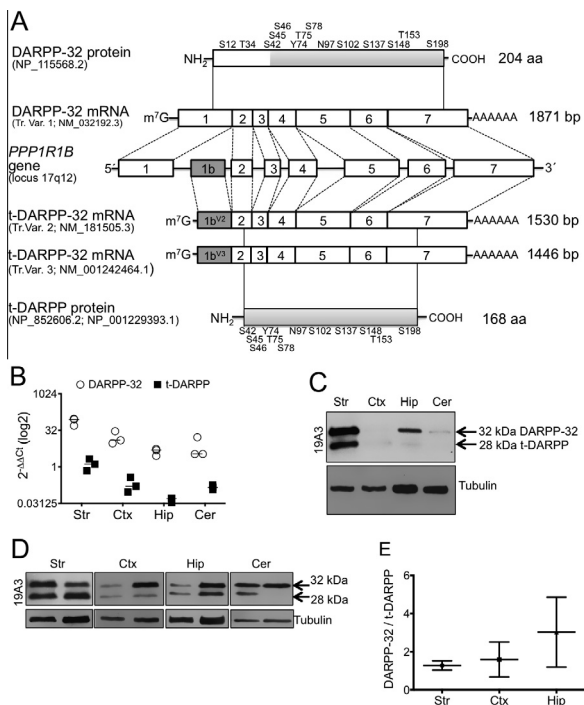 A
S46
S45 S78
T75 T153
S12 T34 S42 Y74 N97 S102 S137 S148 S198
DARPP-32 protein
(NP_115568.2)
NH2
COOH
204 aa
DARPP-32 mRNA
(Tr. Var. 1; NM_032192.3)
m7G
1 2 3 4 5 6 7
AAAAAA
1871 bp
PPP1R1B
gene
(locus 17q12)
5´
1 1b 2 3 4 5 6 7
3´
t-DARPP-32 mRNA
(Tr.Var. 2; NM_181505.3)
m7G
1bV2 2 3 4 5 6 7
AAAAAA
1530 bp
t-DARPP-32 mRNA
(Tr.Var. 3; NM_001242464.1)
m7G
1bV3 2 3 4 5 6 7
AAAAAA
1446 bp
t-DARPP protein
(NP_852606.2; NP_001229393.1)
NH2
COOH
168 aa
S42 Y74 N97 S102 S137 S148 S198
S45 T75 T153
S46 S78
B
DARPP-32 t-DARPP
2-ΔΔCt (log2)
1024
32
1
0.03125
Str Ctx Hip Cer
C
Str Ctx Hip Cer
19A3
32 kDa DARPP-32
28 kDa t-DARPP
Tubulin
D
Str Ctx Hip Cer
19A3
32 kDa
28 kDa
Tubulin
E
DARPP-32 / t-DARPP
6
4
2
0
Str Ctx Hip